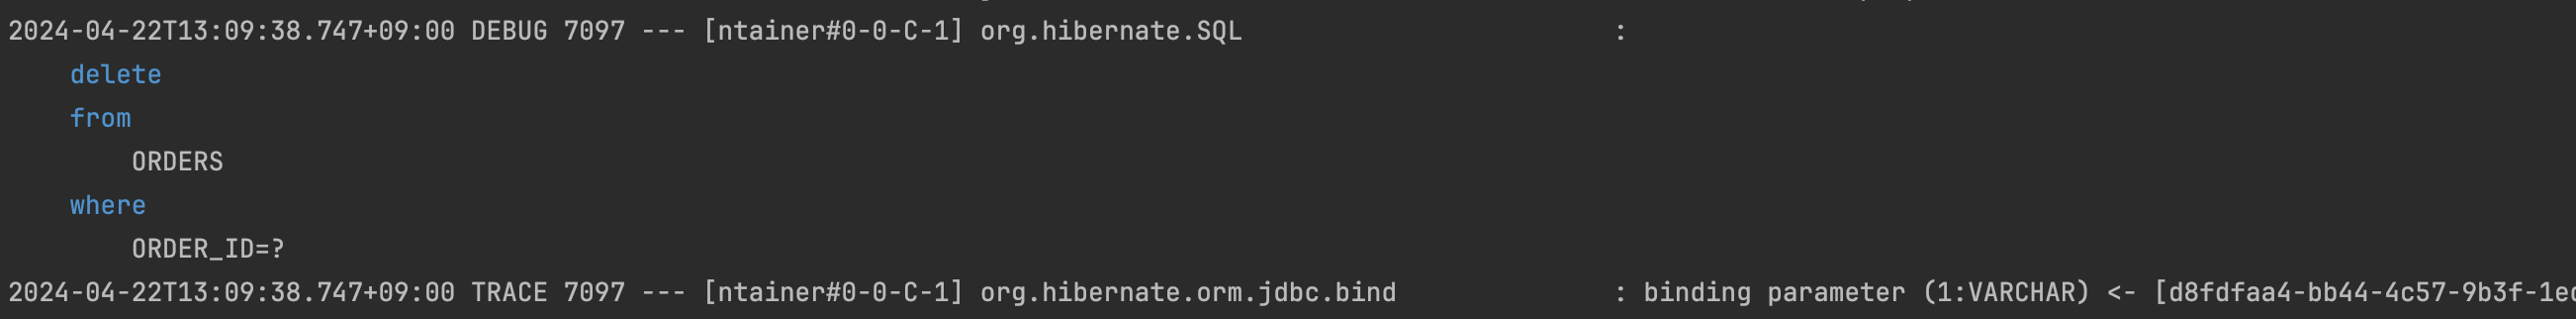 2024-04-22T13:09:38.747+09:00 DEBUG 7097 --- [ntainer#0-0-C-1] org.hibernate.SQL                        :
    delete
    from
        ORDERS
    where
        ORDER_ID=?
2024-04-22T13:09:38.747+09:00 TRACE 7097 --- [ntainer#0-0-C-1] org.hibernate.orm.jdbc.bind              : binding parameter (1:VARCHAR) <- [d8fdfaa4-bb44-4c57-9b3f-1e